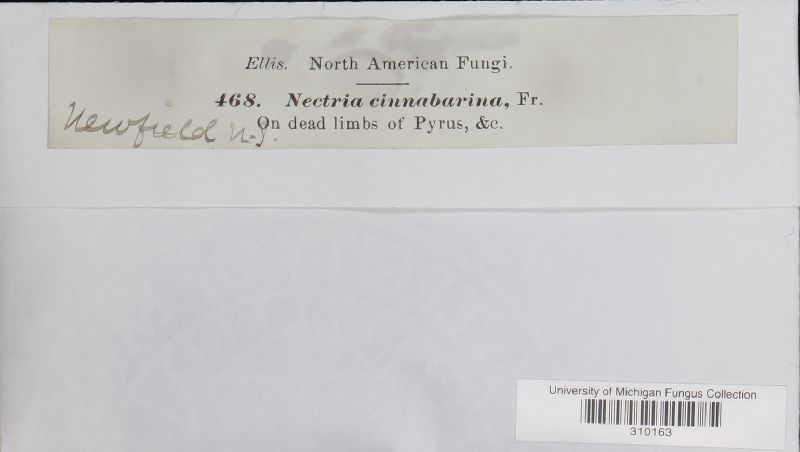 Ellis. North American Fungi.
468. Nectria cinnabarina, Fr.
On dead limbs of Pyrus, &c.
Newfield N.J.
University of Michigan Fungus Collection
310163